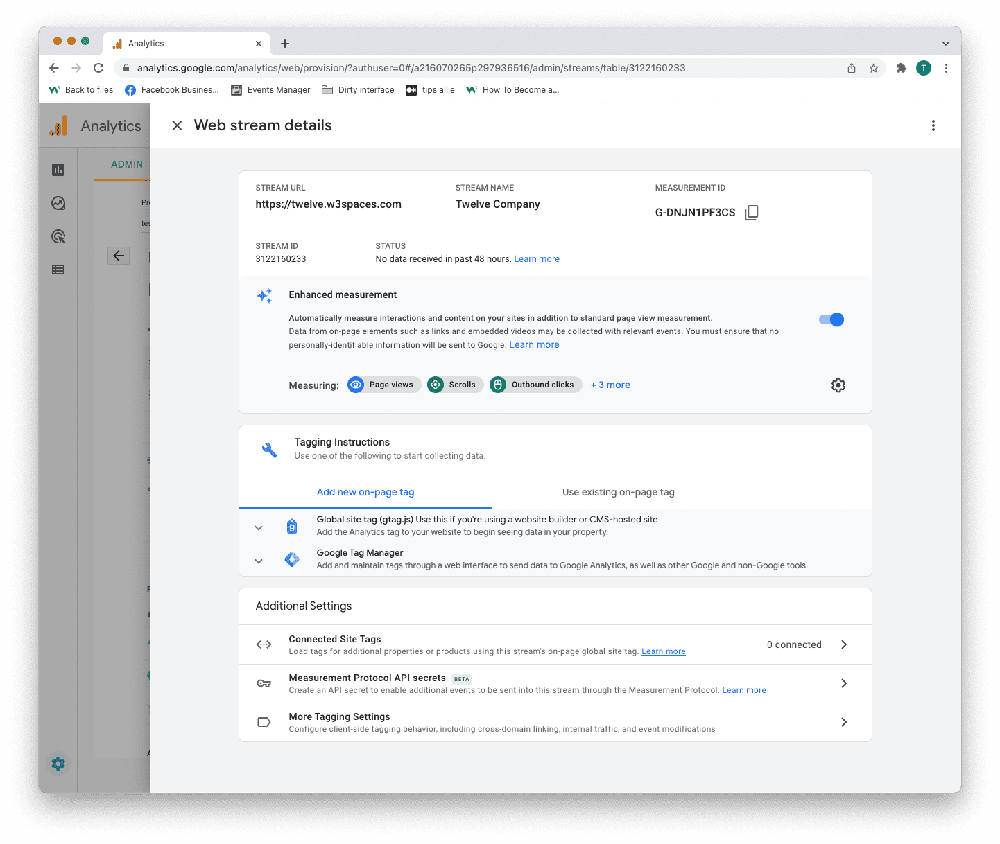 Analytics
analytics.google.com/analytics/web/provision/?authuser=0#/a216070265p297936516/admin/streams/table/3122160233
T
Back to files
Facebook Busines...
Events Manager
Dirty interface
tips allie
How To Become a...
Analytics
Web stream details
ADMIN
STREAM URL
STREAM NAME
MEASUREMENT ID
https://twelve.w3spaces.com
Twelve Company
G-DNJN1PF3CS
STREAM ID
STATUS
3122160233
No data received in past 48 hours. Learn more
Enhanced measurement
Automatically measure interactions and content on your sites in addition to standard page view measurement.
Data from on-page elements such as links and embedded videos may be collected with relevant events. You must ensure that no
personally-identifiable information will be sent to Google. Learn more
Measuring:
Page views
Scrolls
Outbound clicks
+ 3 more
Tagging Instructions
Use one of the following to start collecting data.
Add new on-page tag
Use existing on-page tag
Global site tag (gtag.js) Use this if you're using a website builder or CMS-hosted site
Add the Analytics tag to your website to begin seeing data in your property.
Google Tag Manager
Add and maintain tags through a web interface to send data to Google Analytics, as well as other Google and non-Google tools.
Additional Settings
Connected Site Tags
Load tags for additional properties or products using this stream's on-page global site tag. Learn more
0 connected
Measurement Protocol API secrets BETA
Create an API secret to enable additional events to be sent into this stream through the Measurement Protocol. Learn more
More Tagging Settings
Configure client-side tagging behavior, including cross-domain linking, internal traffic, and event modifications